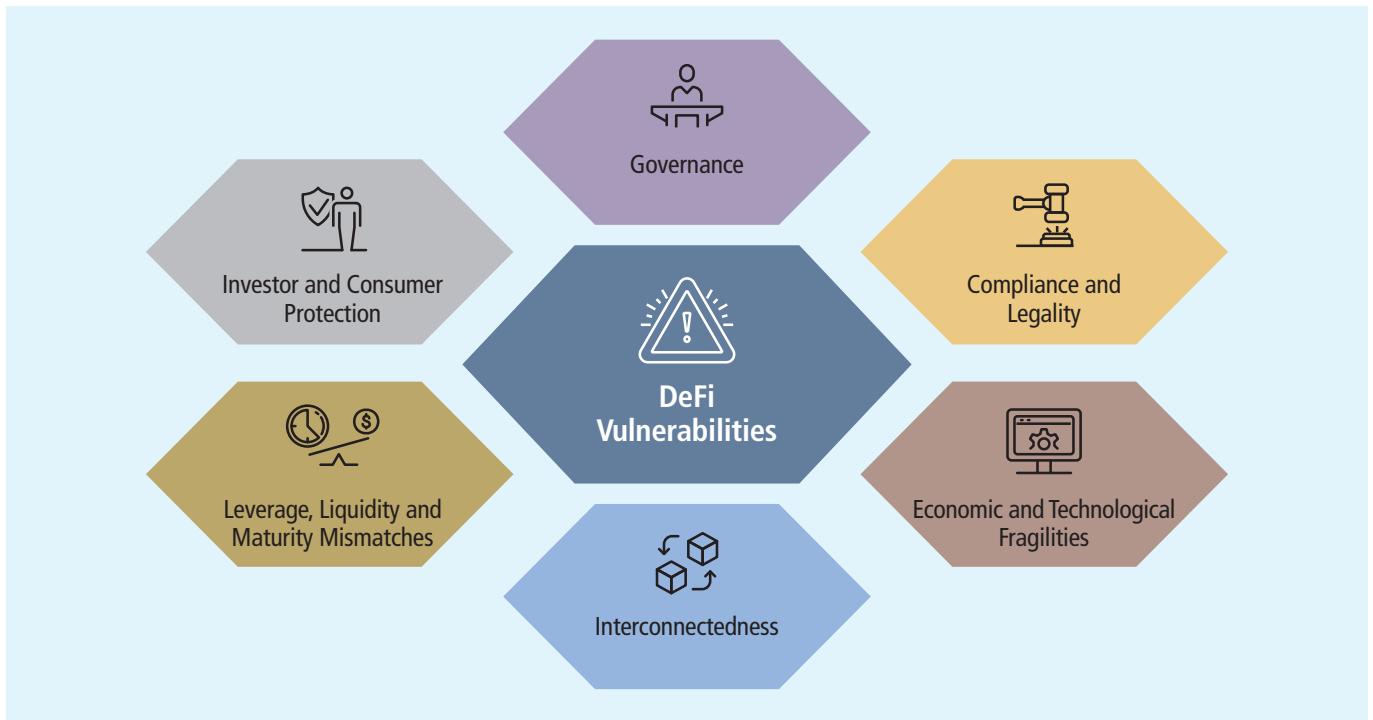 Governance
Investor and Consumer
Protection
Compliance and
Legality
DeFi
Vulnerabilities
Leverage, Liquidity and
Maturity Mismatches
Economic and Technological
Fragilities
Interconnectedness